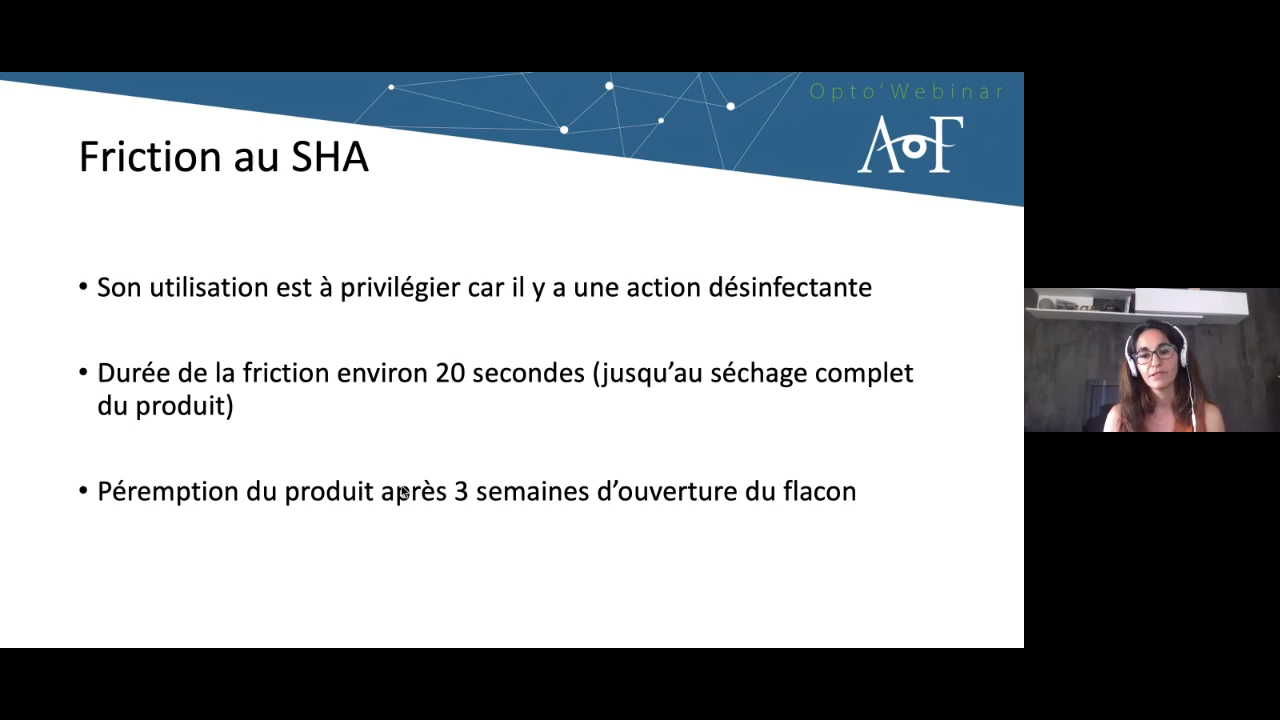 Opto'Webinar
AOF
Friction au SHA
• Son utilisation est à privilégier car il y a une action désinfectante
• Durée de la friction environ 20 secondes (jusqu’au séchage complet
du produit)
• Péremption du produit après 3 semaines d’ouverture du flacon